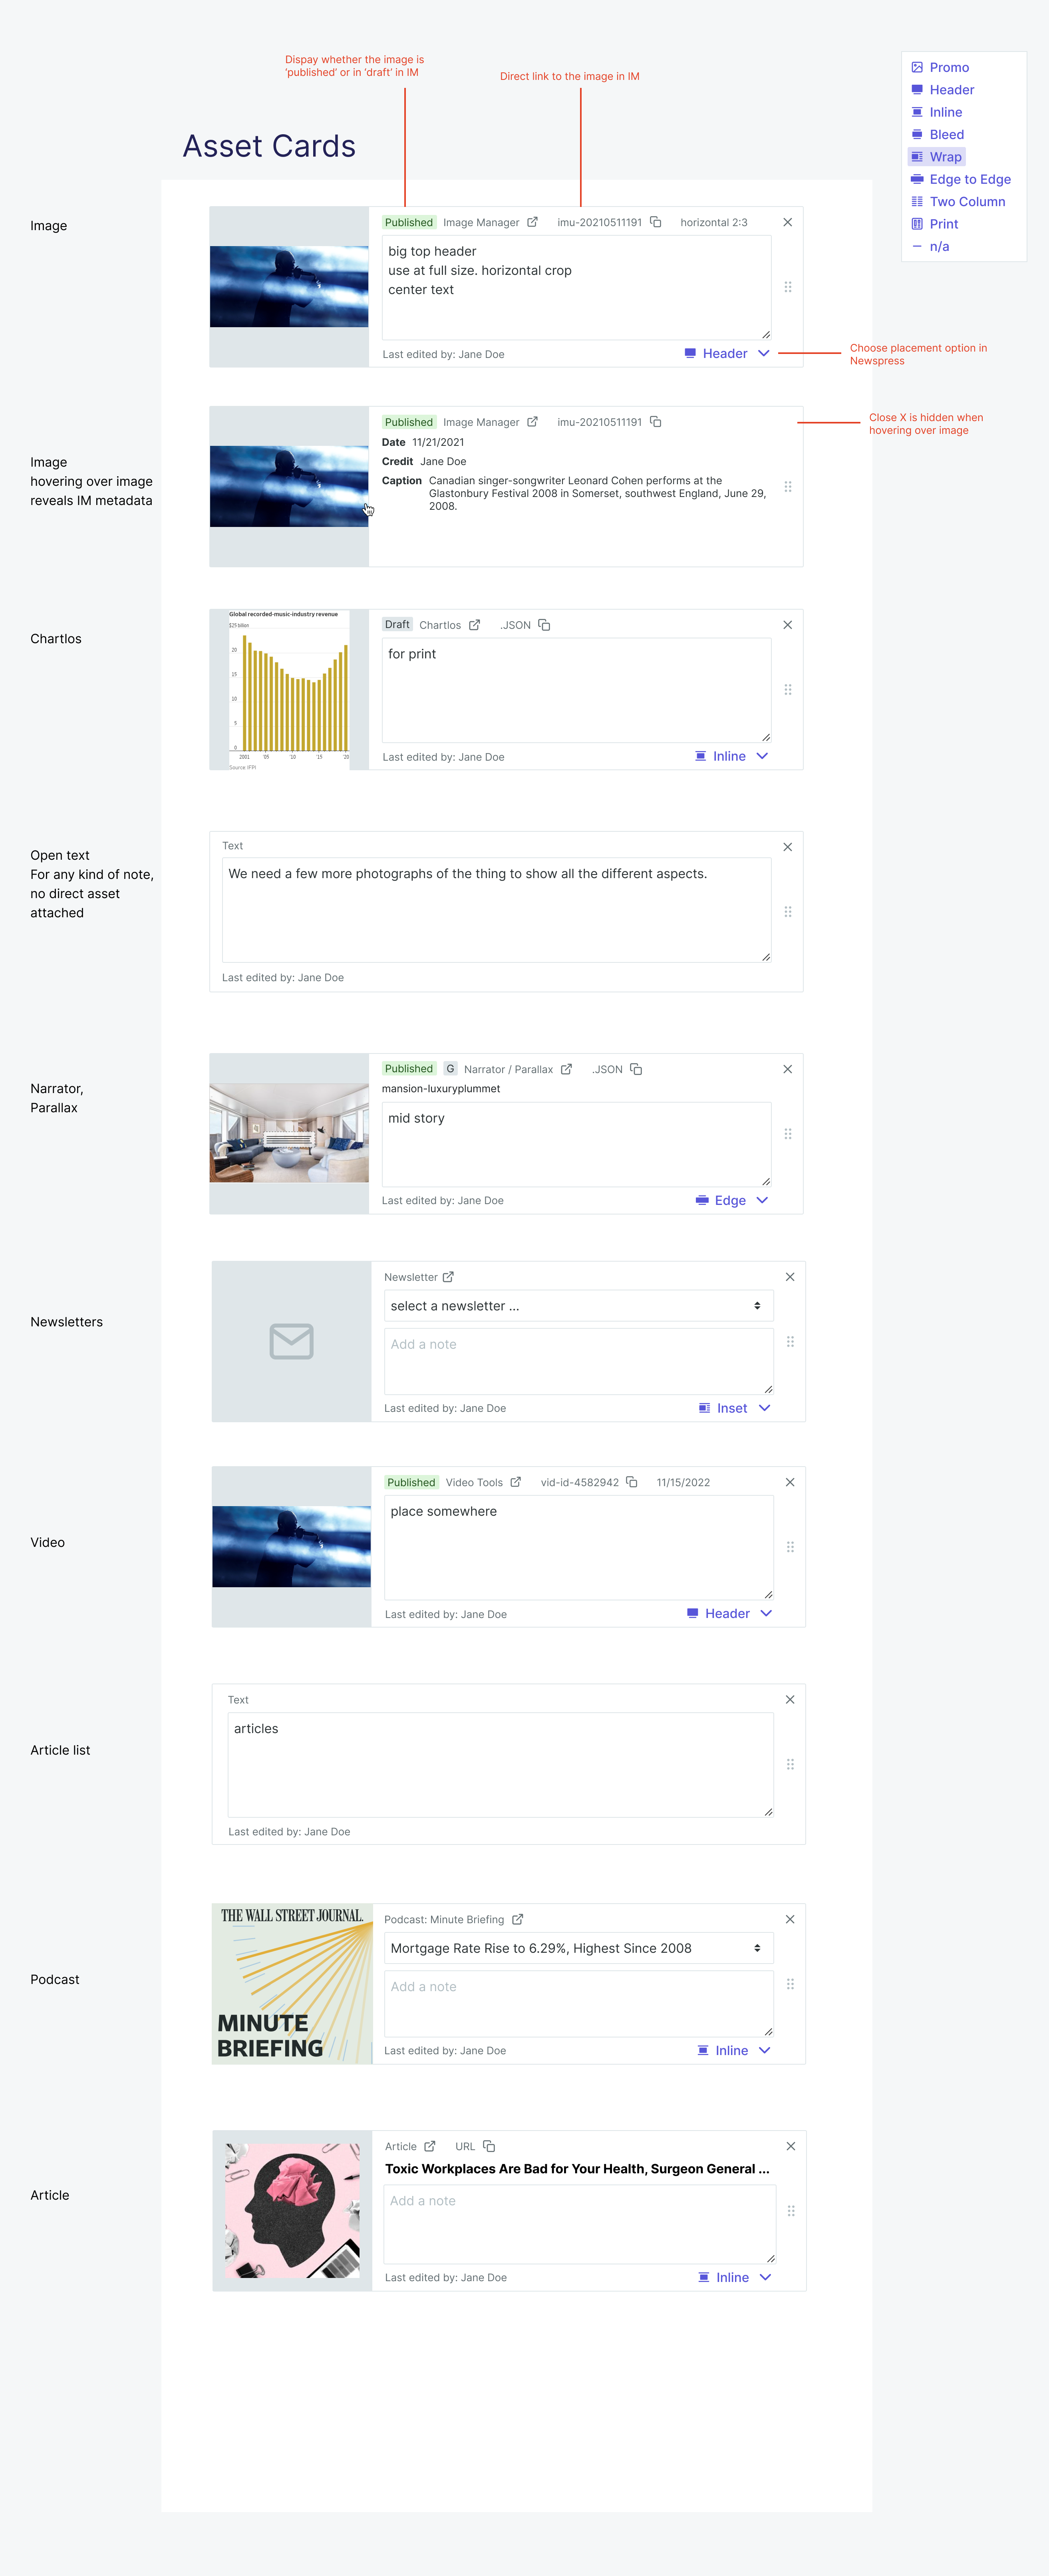 Dispay whether the image is
'published' or in 'draft' in IM
Direct link to the image in IM
Promo
Header
Inline
Bleed
Wrap
Edge to Edge
Two Column
Print
n/a
Asset Cards
Image
Published Image Manager imu-20210511191 horizontal 2:3
big top header
use at full size. horizontal crop
center text
Last edited by: Jane Doe Header
Choose placement option in
Newspress
Close X is hidden when
hovering over image
Image
hovering over image
reveals IM metadata
Published Image Manager imu-20210511191
Date 11/21/2021
Credit Jane Doe
Caption Canadian singer-songwriter Leonard Cohen performs at the
Glastonbury Festival 2008 in Somerset, southwest England, June 29,
2008.
Chartlos
Global recorded-music-industry revenue
$25 billion
20
15
10
5
0
2001 '05 '10 '15 '20
Source: IFPI
Draft Chartlos .JSON
for print
Last edited by: Jane Doe Inline
Open text
For any kind of note,
no direct asset
attached
Text
We need a few more photographs of the thing to show all the different aspects.
Last edited by: Jane Doe
Narrator,
Parallax
Published G Narrator / Parallax .JSON
mansion-luxuryplummet
mid story
Last edited by: Jane Doe Edge
Newsletters
Newsletter
select a newsletter ...
Add a note
Last edited by: Jane Doe Inset
Video
Published Video Tools vid-id-4582942 11/15/2022
place somewhere
Last edited by: Jane Doe Header
Article list
Text
articles
Last edited by: Jane Doe
Podcast
THE WALL STREET JOURNAL.
MINUTE
BRIEFING
Podcast: Minute Briefing
Mortgage Rate Rise to 6.29%, Highest Since 2008
Add a note
Last edited by: Jane Doe Inline
Article
Article URL
Toxic Workplaces Are Bad for Your Health, Surgeon General ...
Add a note
Last edited by: Jane Doe Inline